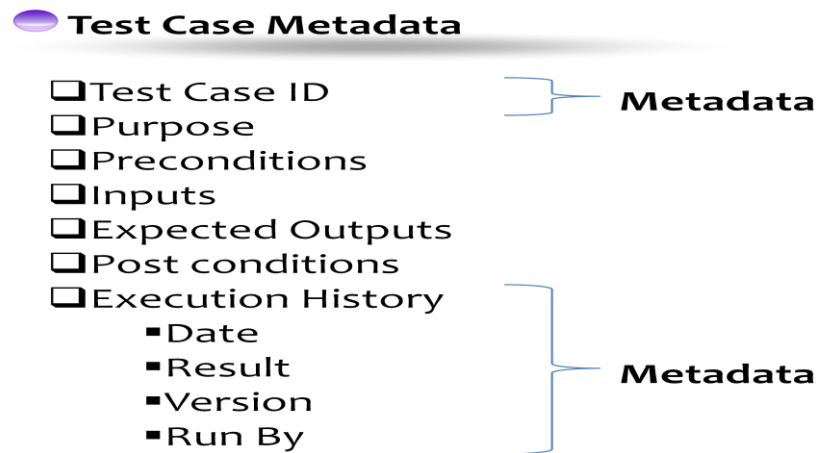 Test Case Metadata
Test Case ID
Metadata
Purpose
Preconditions
Inputs
Expected Outputs
Post conditions
Execution History
Date
Result
Metadata
Version
Run By